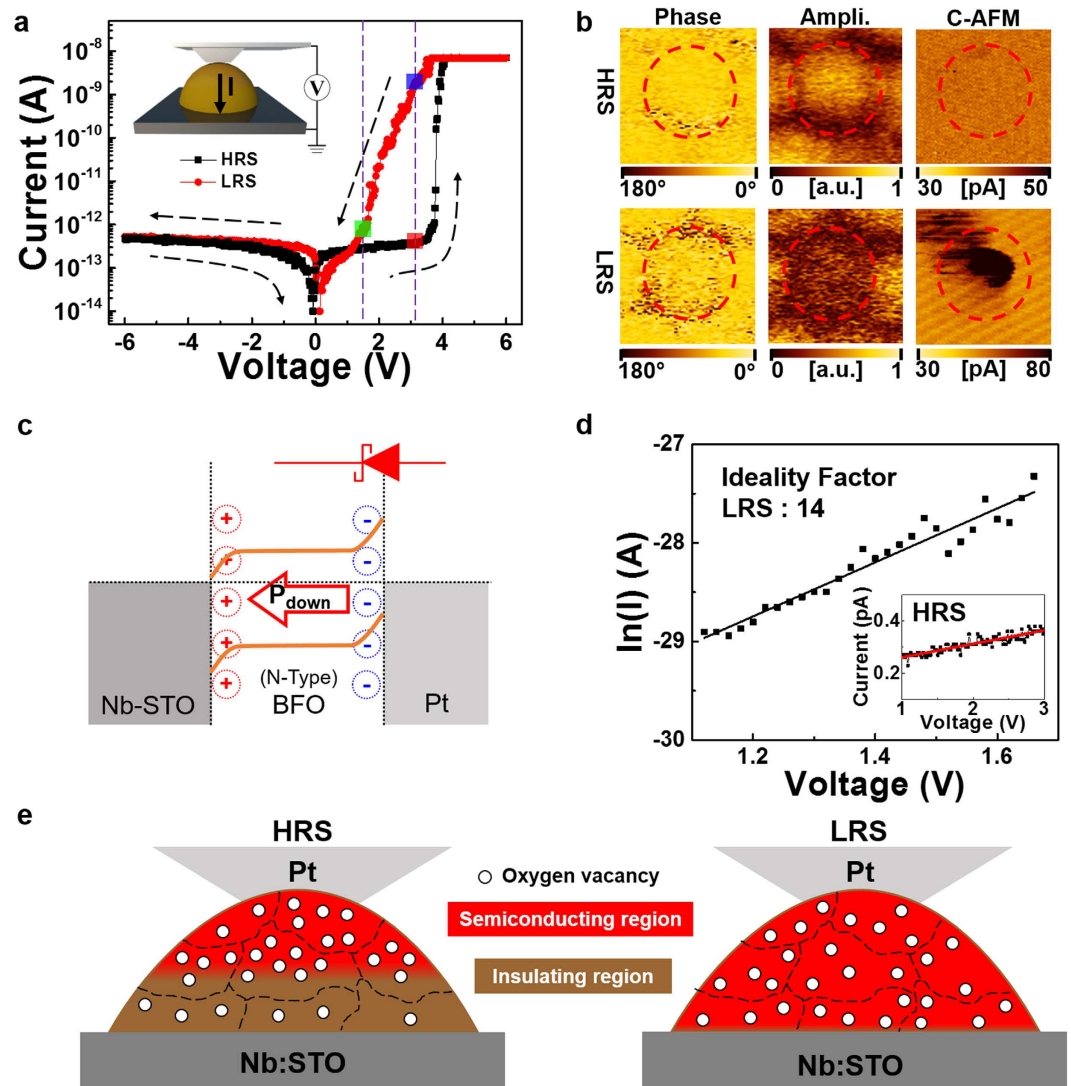 a
Current (A)
10⁻⁸
10⁻⁹
10⁻¹⁰
10⁻¹¹
10⁻¹²
10⁻¹³
10⁻¹⁴
I
V
HRS
LRS
-6 -4 -2 0 2 4 6
Voltage (V)
b
Phase Ampli. C-AFM
HRS
180° 0° 0 [a.u.] 1 30 [pA] 50
LRS
180° 0° 0 [a.u.] 1 30 [pA] 80
c
+ -
+ -
+ P_down -
+ -
+ -
(N-Type)
Nb-STO BFO Pt
d
ln(I) (A)
-27
-28
-29
-30
Ideality Factor
LRS : 14
HRS
Current (pA)
0.4
0.2
1 2 3
Voltage (V)
1.2 1.4 1.6
Voltage (V)
e
HRS
Pt
Nb:STO
Oxygen vacancy
Semiconducting region
Insulating region
LRS
Pt
Nb:STO